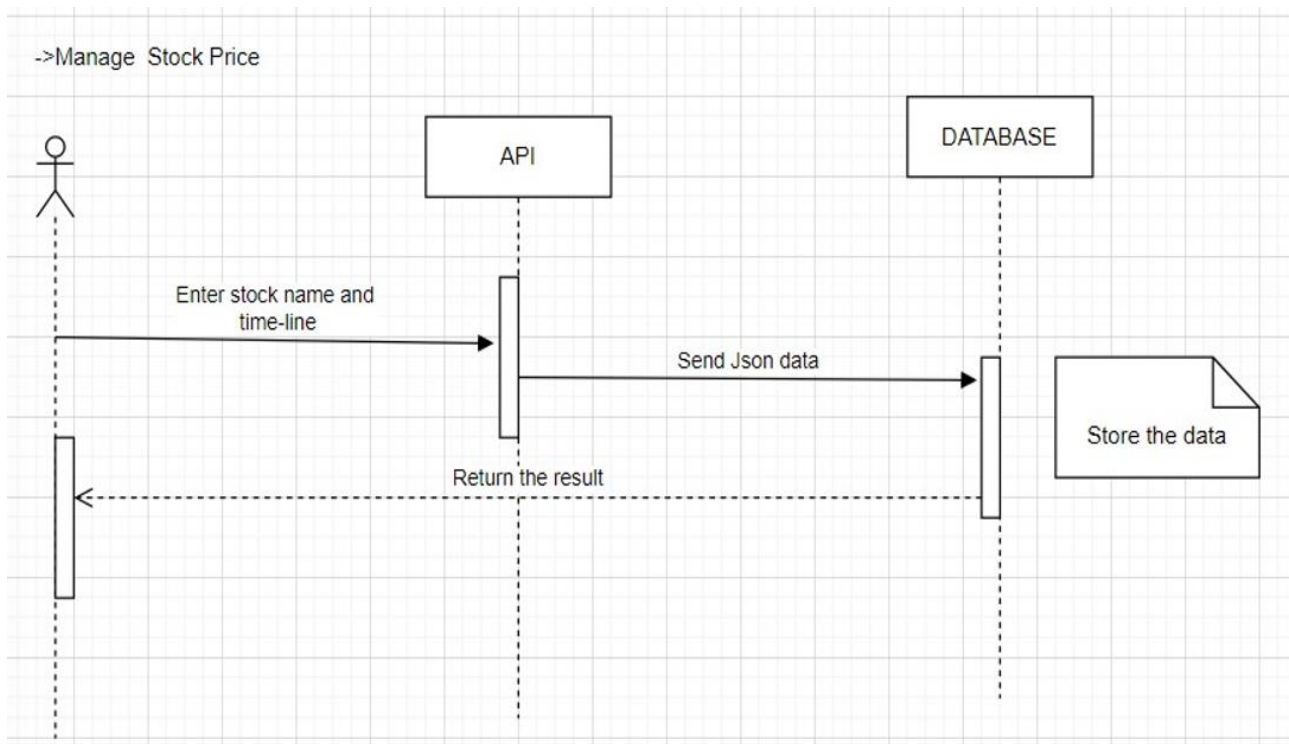 ->Manage Stock Price
API
DATABASE
Enter stock name and
time-line
Send Json data
Store the data
Return the result